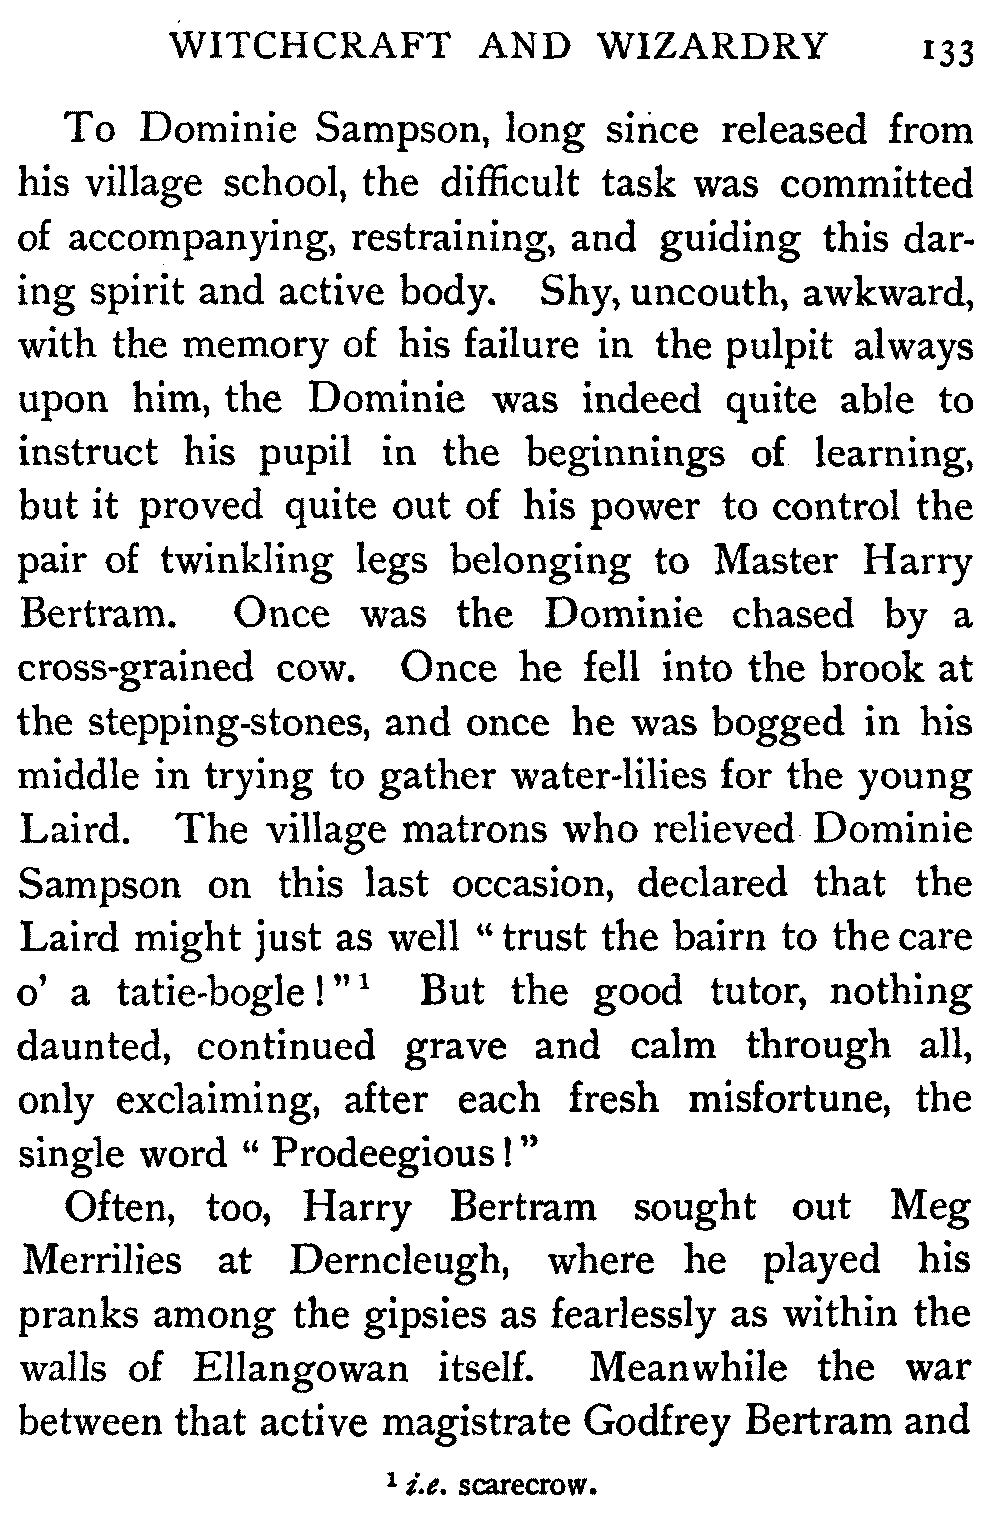 WITCHCRAFT AND WIZARDRY 133
To Dominie Sampson, long since released from
his village school, the difficult task was committed
of accompanying, restraining, and guiding this dar-
ing spirit and active body. Shy, uncouth, awkward,
with the memory of his failure in the pulpit always
upon him, the Dominie was indeed quite able to
instruct his pupil in the beginnings of learning,
but it proved quite out of his power to control the
pair of twinkling legs belonging to Master Harry
Bertram. Once was the Dominie chased by a
cross-grained cow. Once he fell into the brook at
the stepping-stones, and once he was bogged in his
middle in trying to gather water-lilies for the young
Laird. The village matrons who relieved Dominie
Sampson on this last occasion, declared that the
Laird might just as well “trust the bairn to the care
o’ a tatie-bogle!”¹ But the good tutor, nothing
daunted, continued grave and calm through all,
only exclaiming, after each fresh misfortune, the
single word “Prodeegious!”
Often, too, Harry Bertram sought out Meg
Merrilies at Derncleugh, where he played his
pranks among the gipsies as fearlessly as within the
walls of Ellangowan itself. Meanwhile the war
between that active magistrate Godfrey Bertram and
¹ i.e. scarecrow.